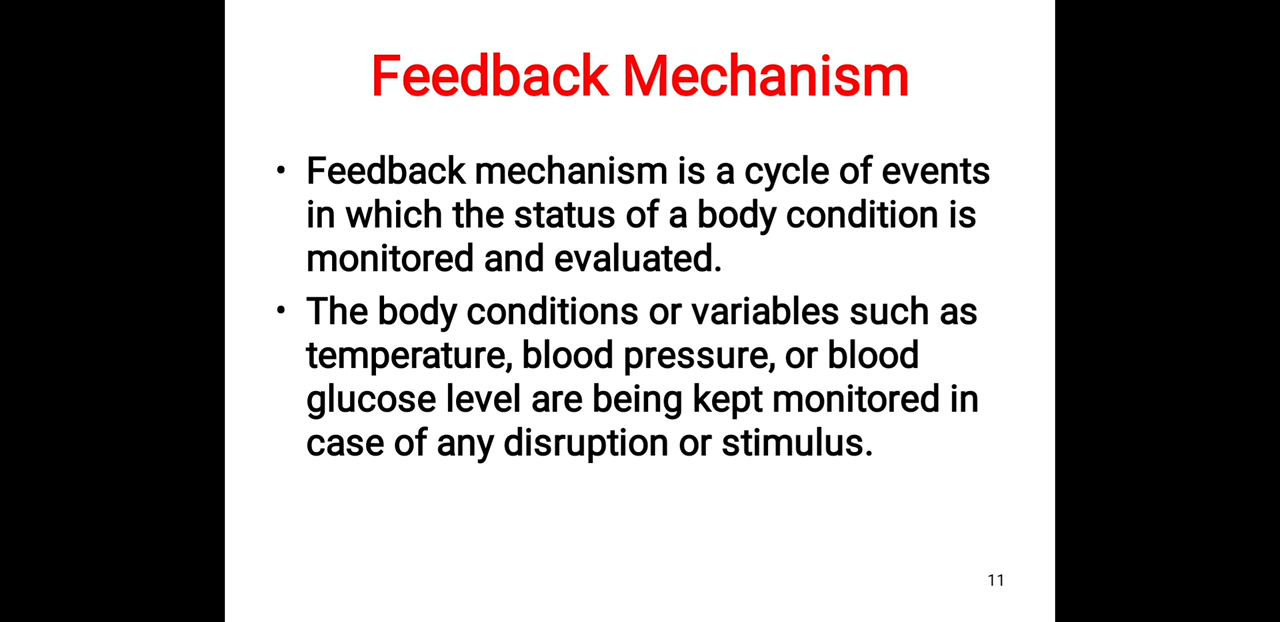 Feedback Mechanism
• Feedback mechanism is a cycle of events
in which the status of a body condition is
monitored and evaluated.
• The body conditions or variables such as
temperature, blood pressure, or blood
glucose level are being kept monitored in
case of any disruption or stimulus.
11